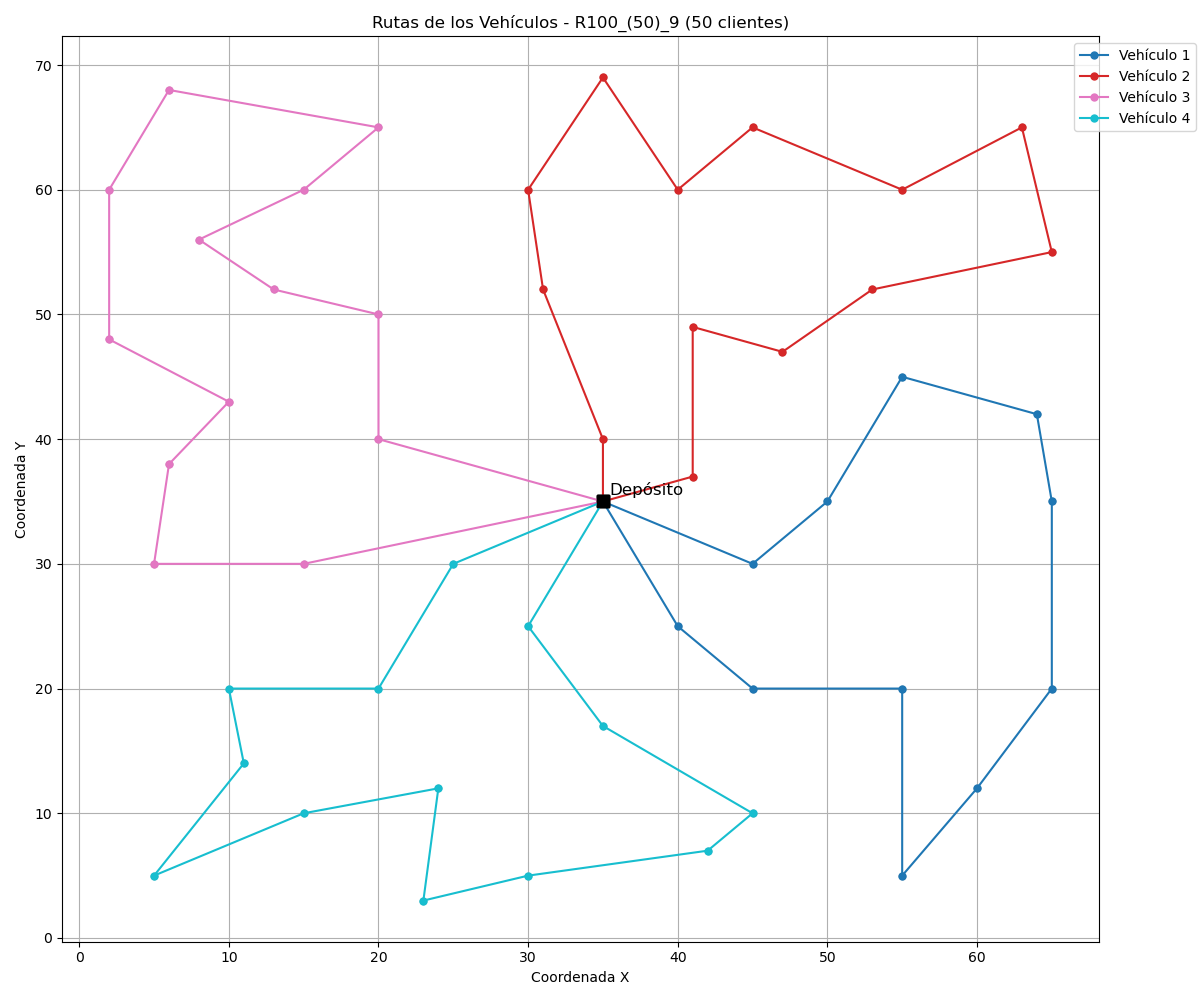 Rutas de los Vehículos - R100_(50)_9 (50 clientes)
Vehículo 1
Vehículo 2
Vehículo 3
Vehículo 4
70
60
50
40
30
20
10
0
Coordenada Y
Depósito
0 10 20 30 40 50 60
Coordenada X